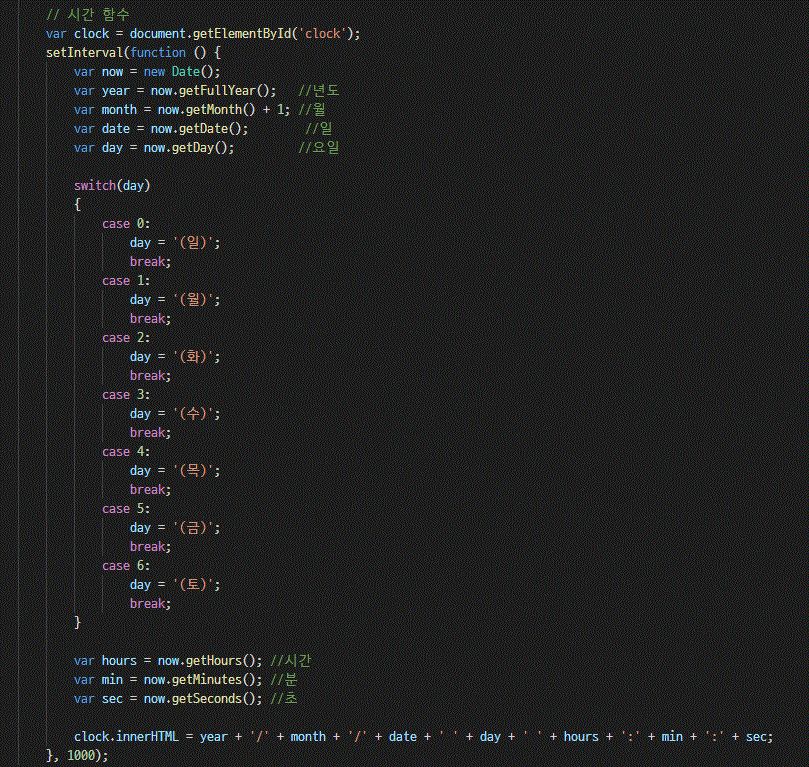 // 시간 함수
var clock = document.getElementById('clock');
setInterval(function () {
    var now = new Date();
    var year = now.getFullYear();   //년도
    var month = now.getMonth() + 1; //월
    var date = now.getDate();        //일
    var day = now.getDay();         //요일

    switch(day)
    {
        case 0:
            day = '(일)';
            break;
        case 1:
            day = '(월)';
            break;
        case 2:
            day = '(화)';
            break;
        case 3:
            day = '(수)';
            break;
        case 4:
            day = '(목)';
            break;
        case 5:
            day = '(금)';
            break;
        case 6:
            day = '(토)';
            break;
    }

    var hours = now.getHours(); //시간
    var min = now.getMinutes(); //분
    var sec = now.getSeconds(); //초

    clock.innerHTML = year + '/' + month + '/' + date + ' ' + day + ' ' + hours + ':' + min + ':' + sec;
}, 1000);